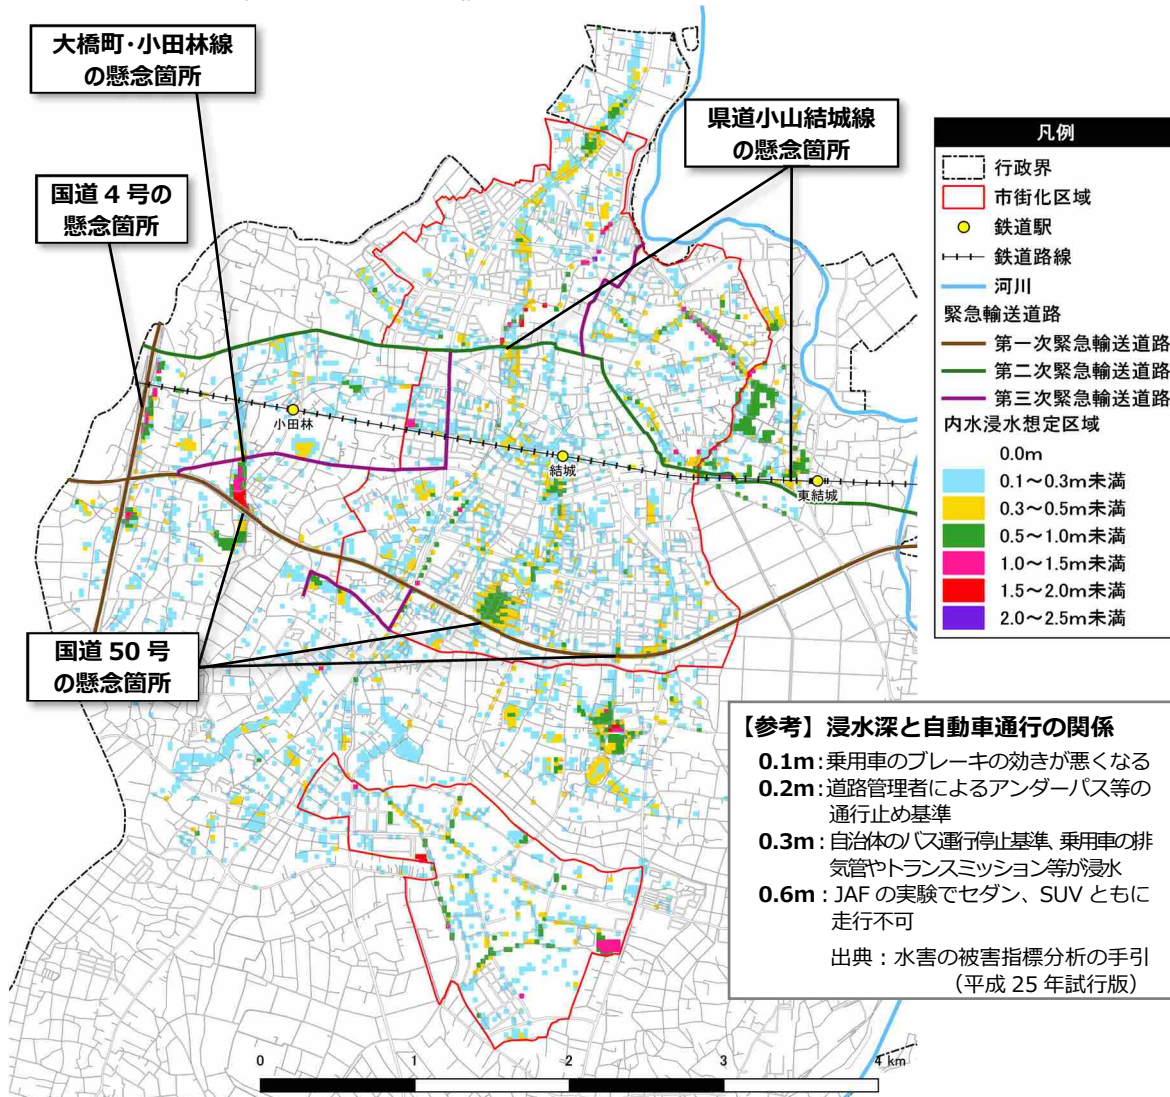 大橋町・小田林線
の懸念箇所
県道小山結城線
の懸念箇所
国道4号の
懸念箇所
小田林
結城
東結城
国道50号
の懸念箇所
凡例
行政界
市街化区域
鉄道駅
鉄道路線
河川
緊急輸送道路
第一次緊急輸送道路
第二次緊急輸送道路
第三次緊急輸送道路
内水浸水想定区域
0.0m
0.1～0.3m未満
0.3～0.5m未満
0.5～1.0m未満
1.0～1.5m未満
1.5～2.0m未満
2.0～2.5m未満
【参考】浸水深と自動車通行の関係
0.1m：乗用車のブレーキの効きが悪くなる
0.2m：道路管理者によるアンダーパス等の
通行止め基準
0.3m：自治体のバス運行停止基準、乗用車の排
気管やトランスミッション等が浸水
0.6m：JAFの実験でセダン、SUVともに
走行不可
出典：水害の被害指標分析の手引
（平成25年試行版）
0 1 2 3 4 km